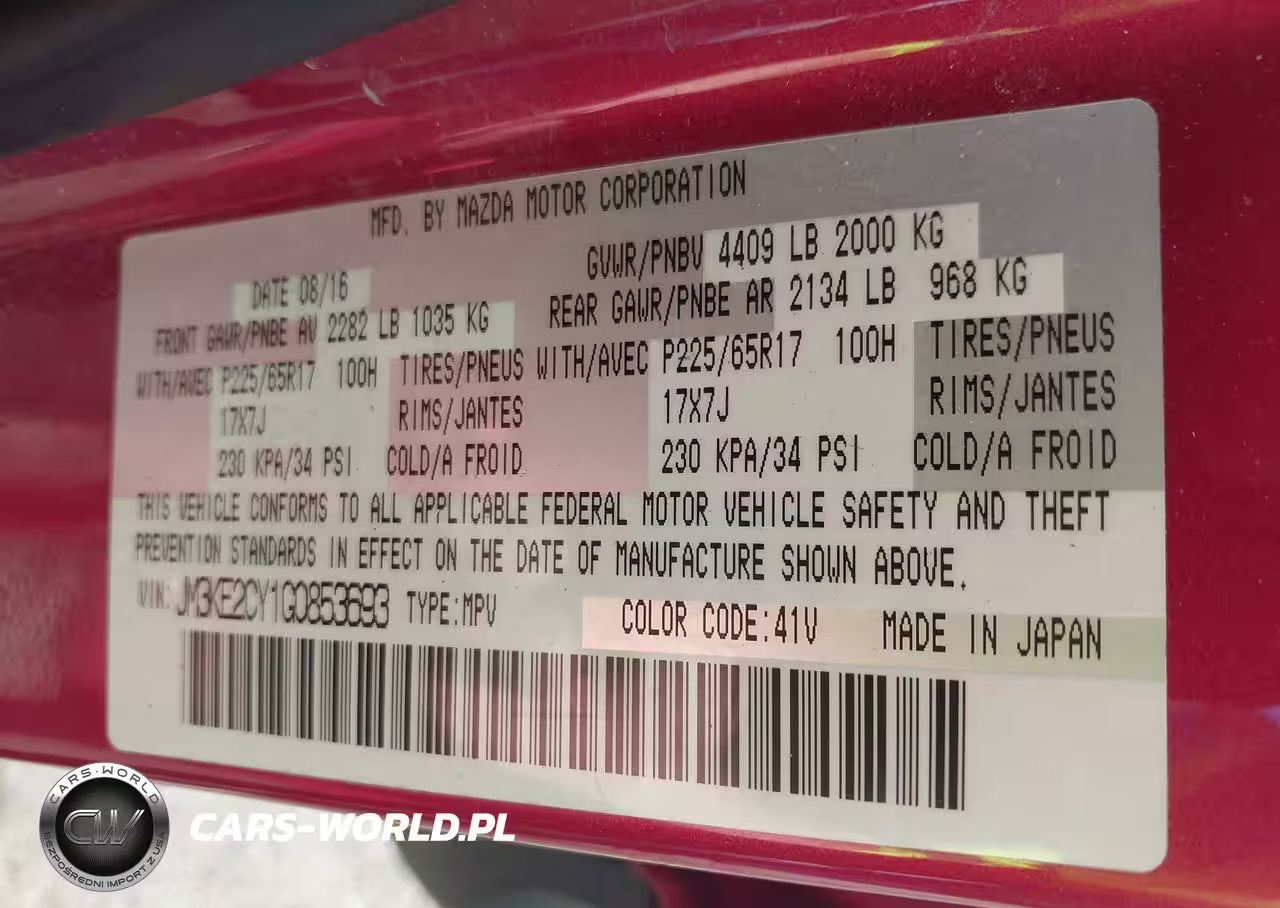 MFD. BY MAZDA MOTOR CORPORATION
GVWR/PNBV 4409 LB 2000 KG
DATE 08/16
FRONT GAWR/PNBE AV 2282 LB 1035 KG REAR GAWR/PNBE AR 2134 LB 968 KG
WITH/AVEC P225/65R17 100H TIRES/PNEUS WITH/AVEC P225/65R17 100H TIRES/PNEUS
17X7J RIMS/JANTES 17X7J RIMS/JANTES
230 KPA/34 PSI COLD/A FROID 230 KPA/34 PSI COLD/A FROID
THIS VEHICLE CONFORMS TO ALL APPLICABLE FEDERAL MOTOR VEHICLE SAFETY AND THEFT
PREVENTION STANDARDS IN EFFECT ON THE DATE OF MANUFACTURE SHOWN ABOVE.
VIN: JM3KE2CY1G0853693 TYPE:MPV COLOR CODE:41V MADE IN JAPAN
CARS-WORLD
CW
BEZPOŚREDNI IMPORT Z USA
CARS-WORLD.PL